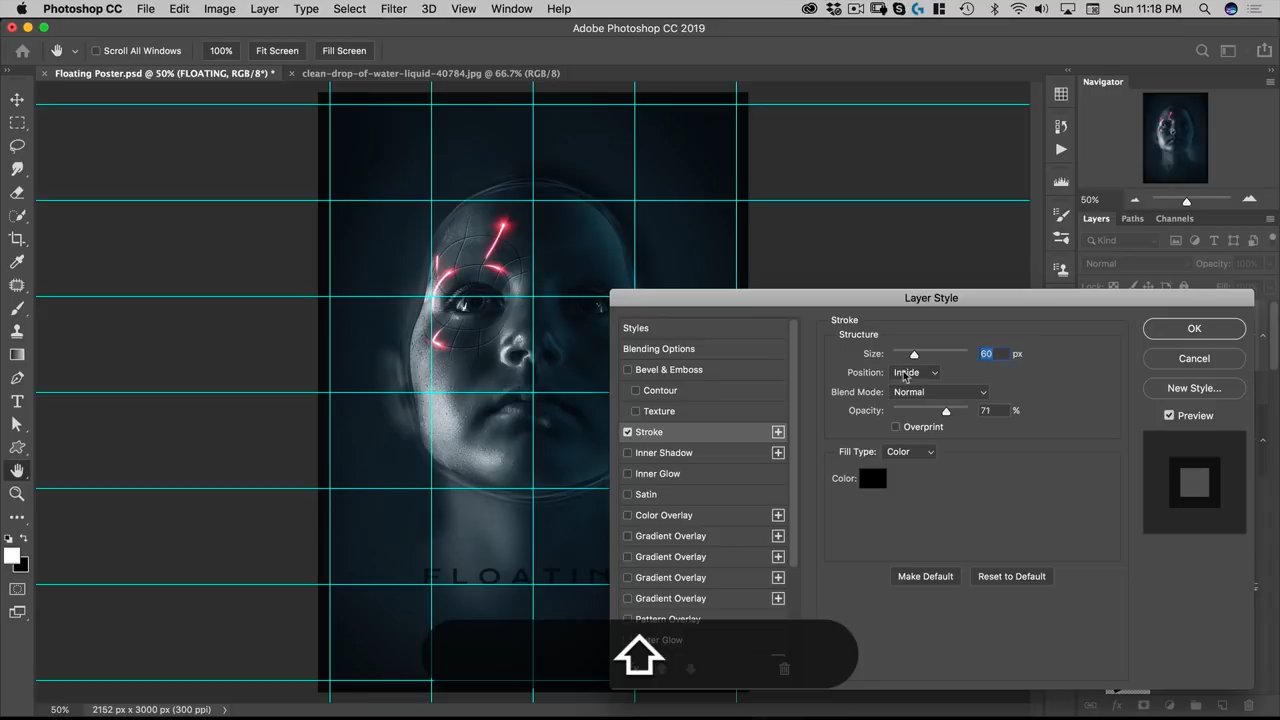 Photoshop CC File Edit Image Layer Type Select Filter 3D View Window Help Sun 11:18 PM
Adobe Photoshop CC 2019
Scroll All Windows 100% Fit Screen Fill Screen
Floating Poster.psd @ 50% (FLOATING, RGB/8*) * clean-drop-of-water-liquid-40784.jpg @ 66.7% (RGB/8)
Navigator
50%
Layers Paths Channels
Kind
Normal Opacity: 100%
Lock: Fill:
Layer Style
Styles
Blending Options
Bevel & Emboss
Contour
Texture
Stroke
Inner Shadow
Inner Glow
Satin
Color Overlay
Gradient Overlay
Gradient Overlay
Gradient Overlay
Gradient Overlay
Pattern Overlay
Stroke
Structure
Size: 60 px
Position: Inside
Blend Mode: Normal
Opacity: 71 %
Overprint
Fill Type: Color
Color:
Make Default Reset to Default
OK
Cancel
New Style...
Preview
FLOATIN
50% 2152 px x 3000 px (300 ppi)